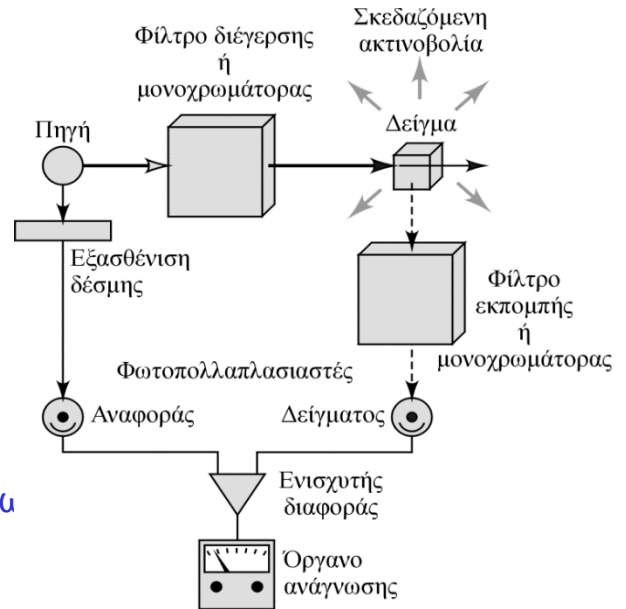 Φίλτρο διέγερσης
ή
μονοχρωμάτορας
Σκεδαζόμενη
ακτινοβολία
Πηγή
Δείγμα
Εξασθένιση
δέσμης
Φίλτρο
εκπομπής
ή
μονοχρωμάτορας
Φωτοπολλαπλασιαστές
Αναφοράς
Δείγματος
Ενισχυτής
διαφοράς
Όργανο
ανάγνωσης